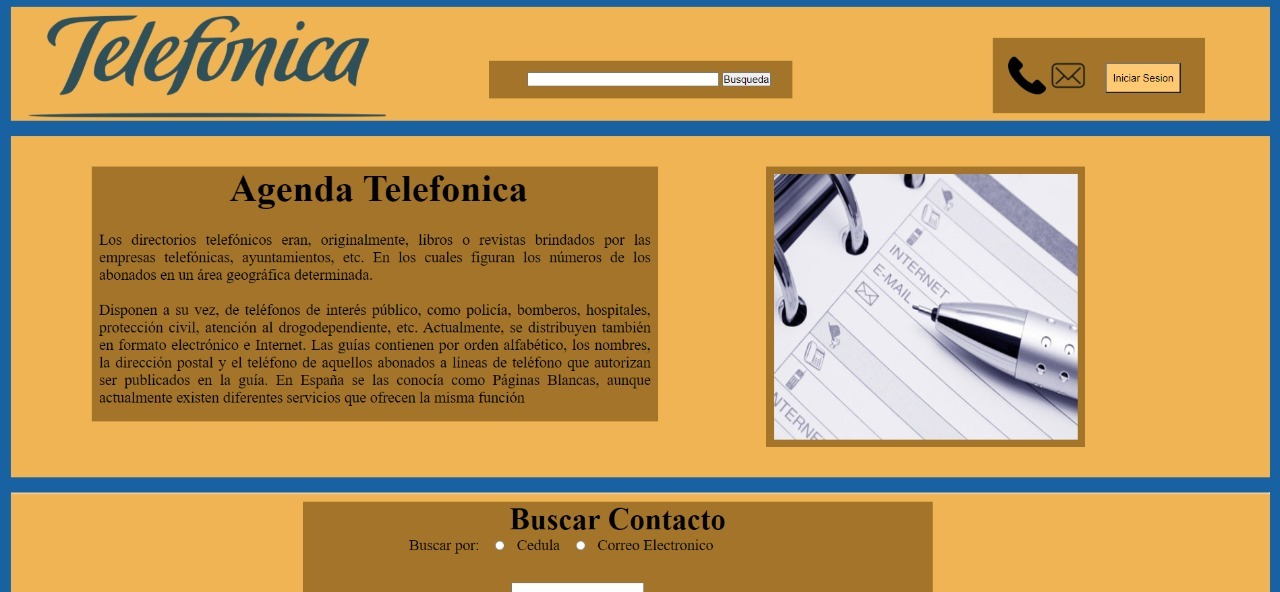 Telefonica
Busqueda
Iniciar Sesion
Agenda Telefonica
Los directorios telefónicos eran, originalmente, libros o revistas brindados por las
empresas telefónicas, ayuntamientos, etc. En los cuales figuran los números de los
abonados en un área geográfica determinada.
Disponen a su vez, de teléfonos de interés público, como policía, bomberos, hospitales,
protección civil, atención al drogodependiente, etc. Actualmente, se distribuyen también
en formato electrónico e Internet. Las guías contienen por orden alfabético, los nombres,
la dirección postal y el teléfono de aquellos abonados a líneas de teléfono que autorizan
ser publicados en la guía. En España se las conocía como Páginas Blancas, aunque
actualmente existen diferentes servicios que ofrecen la misma función
INTERNET
E-MAIL
INTERNE
Buscar Contacto
Buscar por: Cedula Correo Electronico